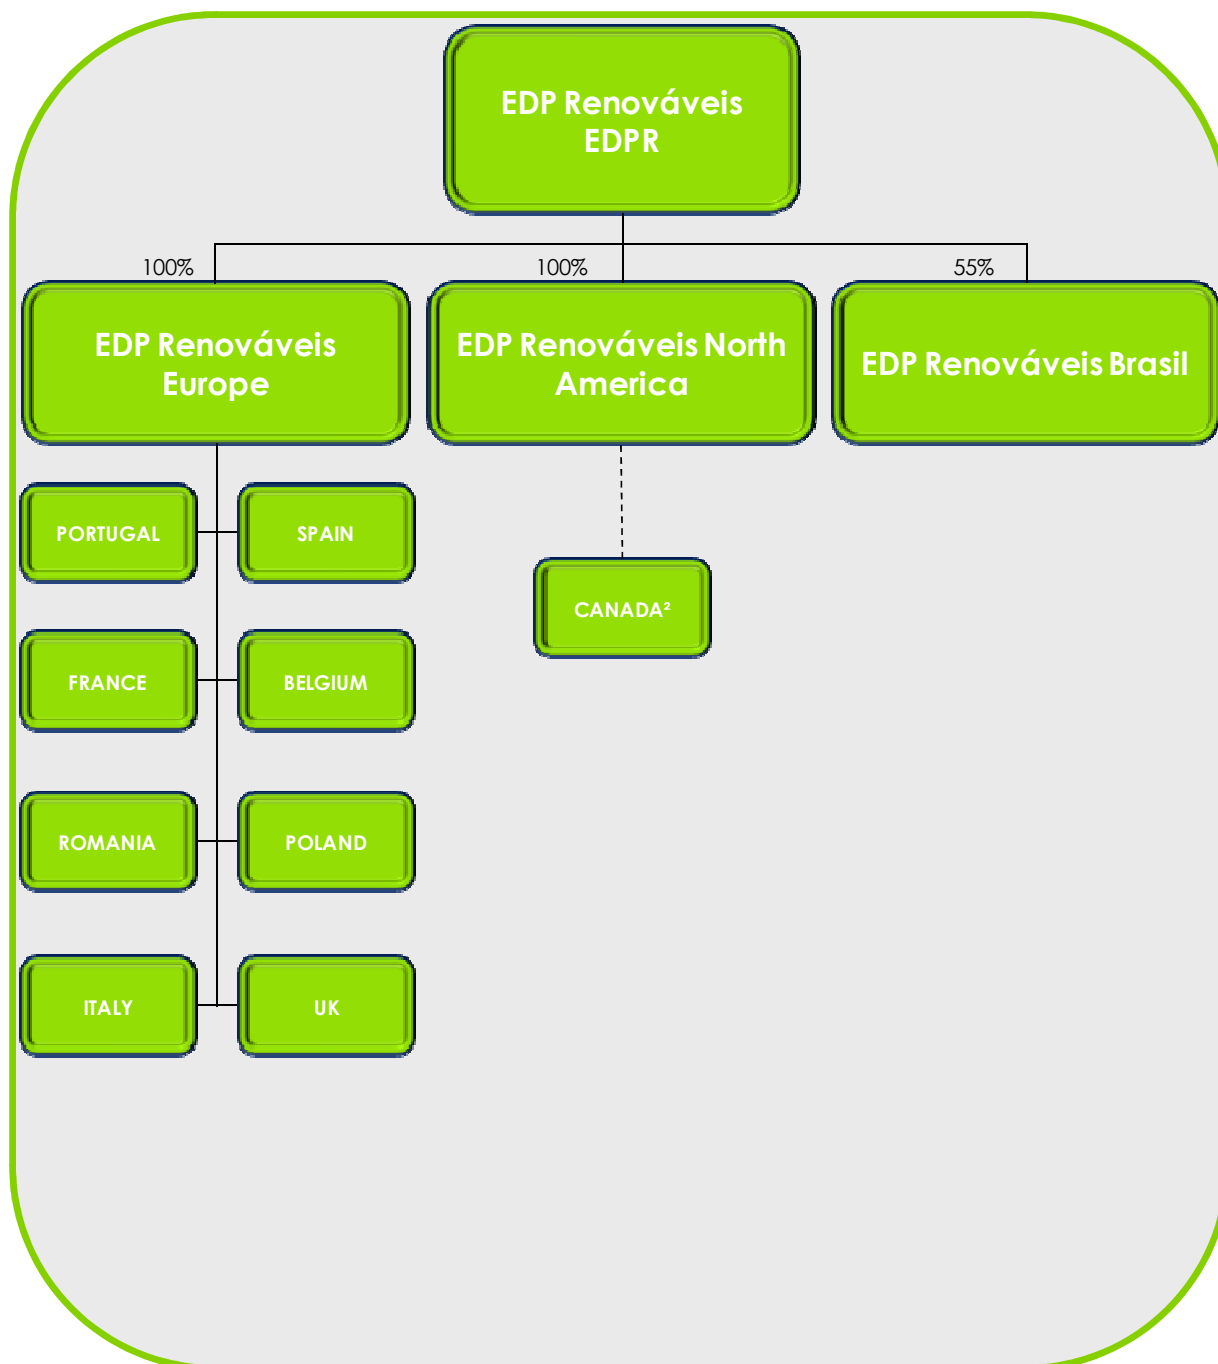 EDP Renováveis
EDPR
100%
100%
55%
EDP Renováveis
Europe
EDP Renováveis North
America
EDP Renováveis Brasil
PORTUGAL
SPAIN
CANADA²
FRANCE
BELGIUM
ROMANIA
POLAND
ITALY
UK